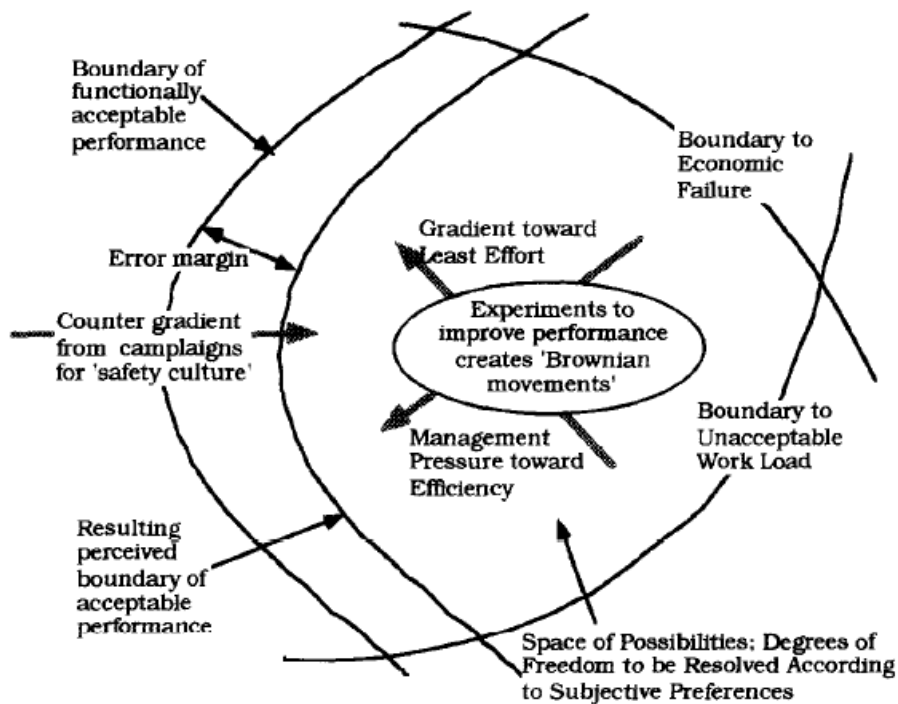 Boundary of
functionally
acceptable
performance
Boundary to
Economic
Failure
Gradient toward
Least Effort
Error margin
Experiments to
improve performance
creates 'Brownian
movements'
Counter gradient
from camplaigns
for 'safety culture'
Management
Pressure toward
Efficiency
Boundary to
Unacceptable
Work Load
Resulting
perceived
boundary of
acceptable
performance
Space of Possibilities; Degrees of
Freedom to be Resolved According
to Subjective Preferences